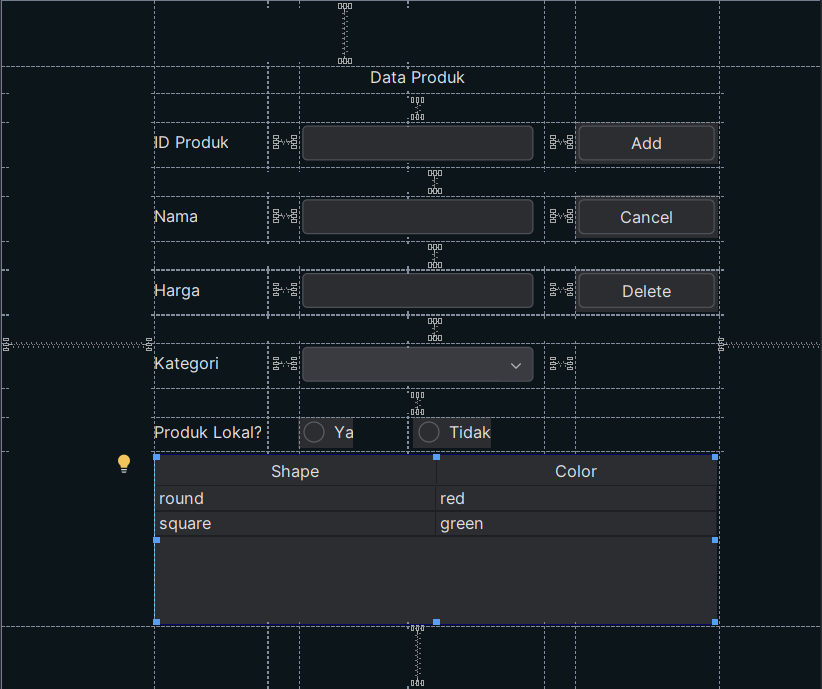 Data Produk
ID Produk Add
Nama Cancel
Harga Delete
Kategori
Produk Lokal? Ya Tidak
Shape Color
round red
square green